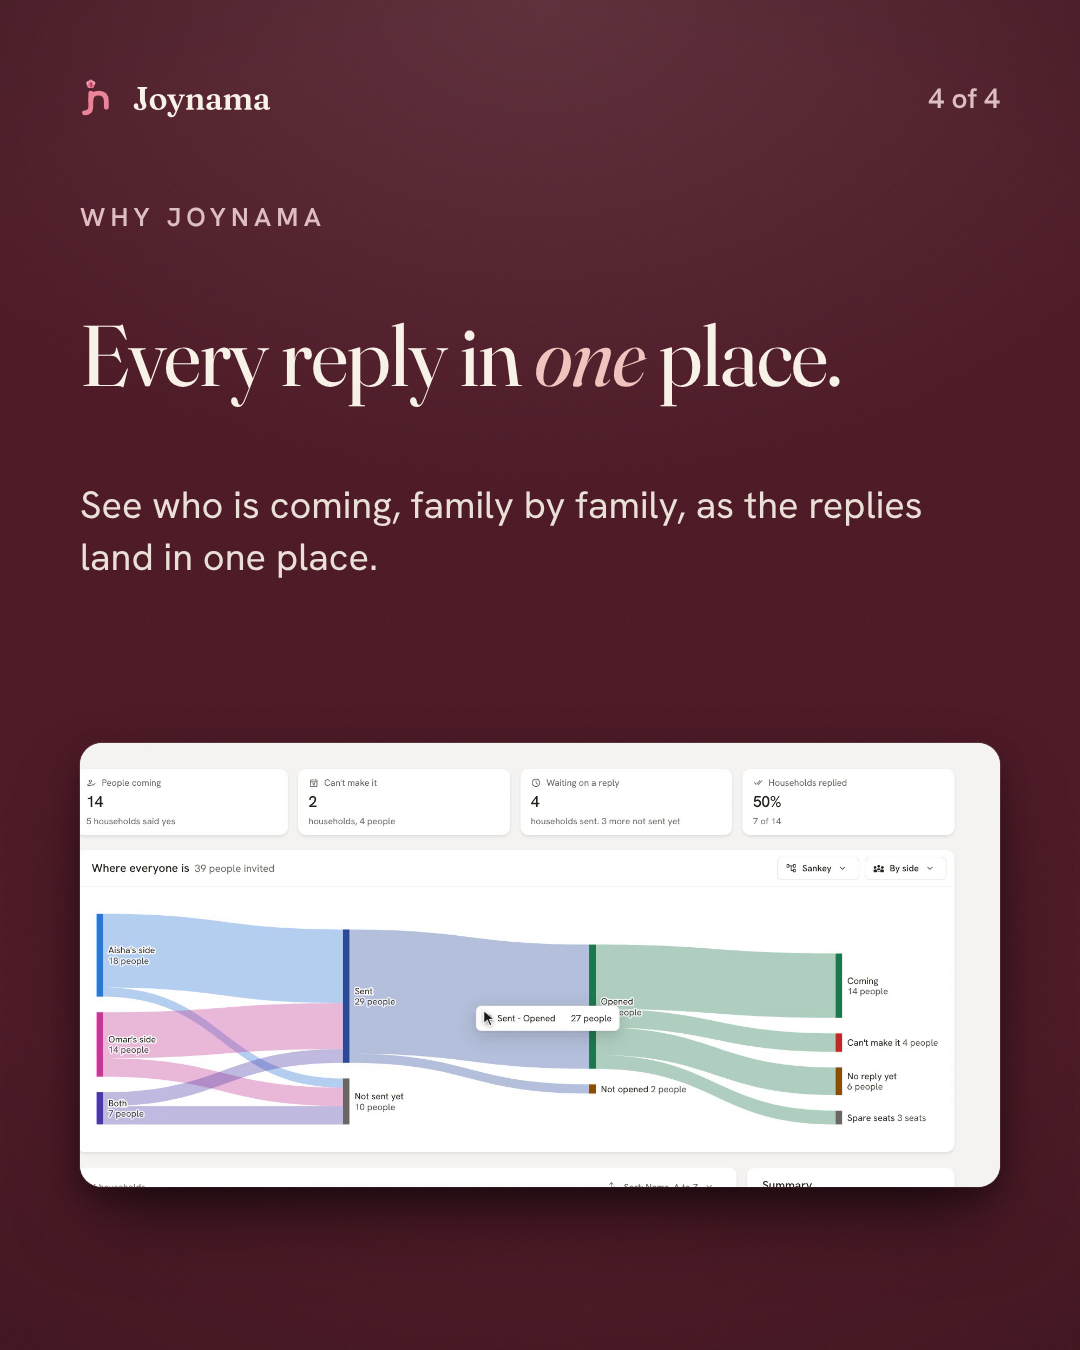 Joynama
4 of 4
WHY JOYNAMA
Every reply in one place.
See who is coming, family by family, as the replies
land in one place.
People coming
14
5 households said yes
Can't make it
2
households, 4 people
Waiting on a reply
4
households sent. 3 more not sent yet
Households replied
50%
7 of 14
Where everyone is 39 people invited
Sankey
By side
Aisha's side
18 people
Omar's side
14 people
Both
7 people
Sent
29 people
Not sent yet
10 people
Sent - Opened 27 people
Opened
Not opened 2 people
Coming
14 people
Can't make it 4 people
No reply yet
6 people
Spare seats 3 seats
households
Sort: Name, A to Z
Summary